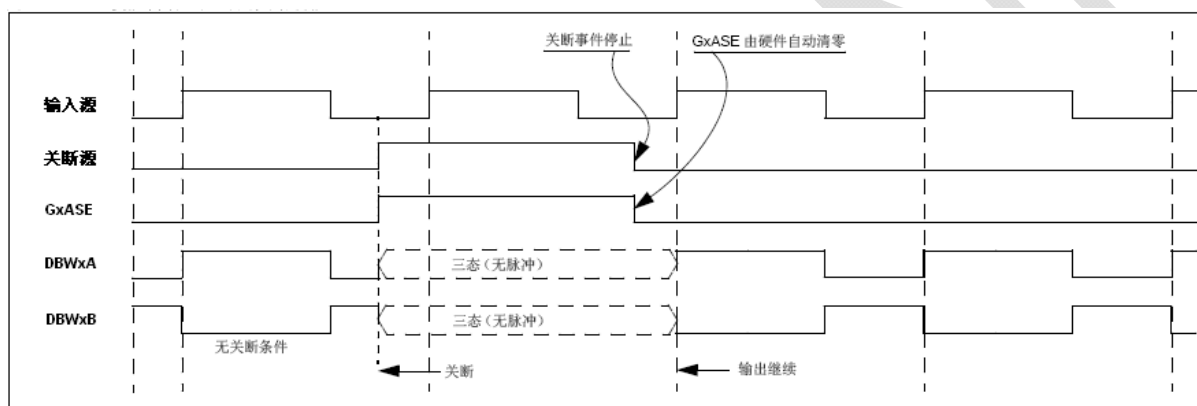 关断事件停止
GxASE 由硬件自动清零
输入源
关断源
GxASE
DBWxA
三态（无脉冲）
DBWxB
三态（无脉冲）
无关断条件
关断
输出继续